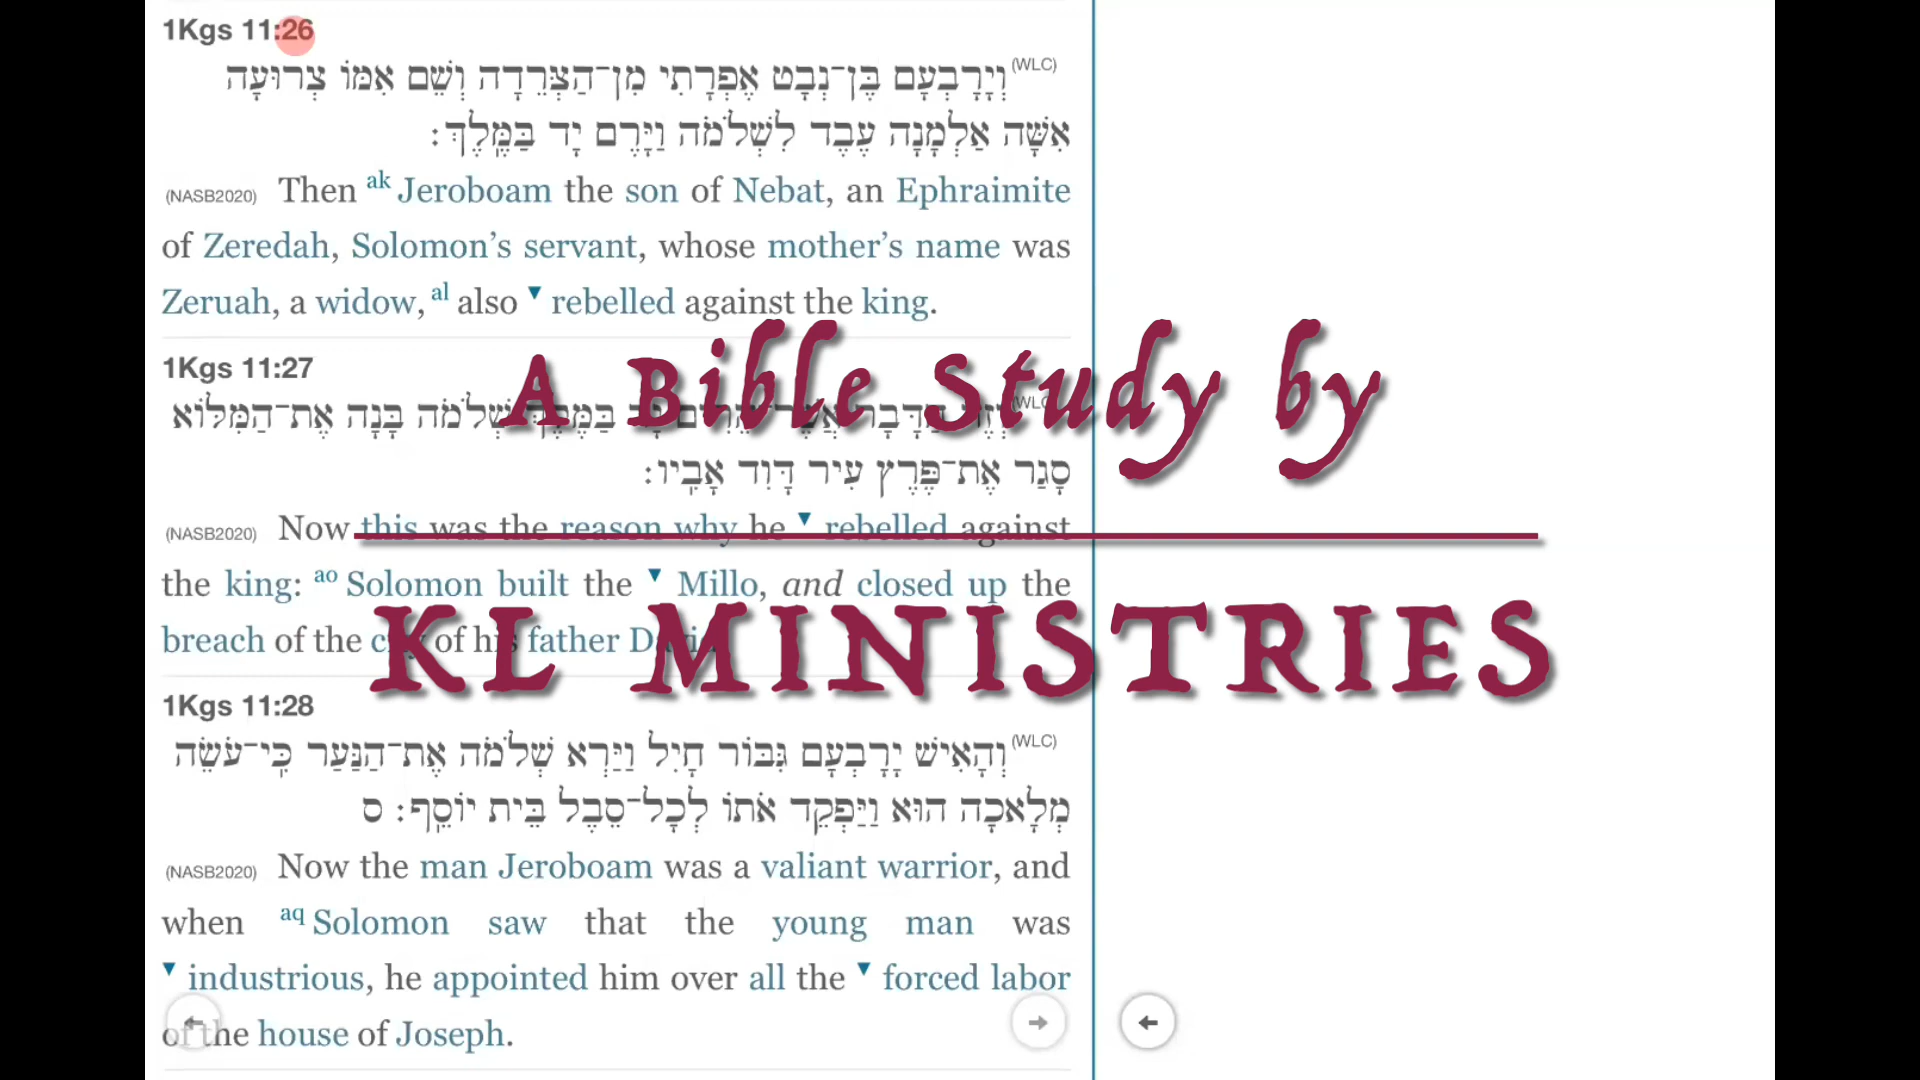 1Kgs 11:26
(WLC) וְיָרָבְעָם בֶּן־נְבָט אֶפְרָתִי מִן־הַצְּרֵדָה וְשֵׁם אִמּוֹ צְרוּעָה
אִשָּׁה אַלְמָנָה עֶבֶד לִשְׁלֹמֹה וַיָּרֶם יָד בַּמֶּלֶךְ׃
(NASB2020) Then ak Jeroboam the son of Nebat, an Ephraimite
of Zeredah, Solomon’s servant, whose mother’s name was
Zeruah, a widow, al also ▼ rebelled against the king.
A Bible Study by
1Kgs 11:27
שְׁלֹמֹה בָּנָה אֶת־הַמִּלּוֹא
סָגַר אֶת־פֶּרֶץ עִיר דָּוִד אָבִיו׃
(NASB2020) Now this was the reason why he ▼ rebelled against
the king: ao Solomon built the ▼ Millo, and closed up the
breach of the city of his father David
KL MINISTRIES
1Kgs 11:28
(WLC) וְהָאִישׁ יָרָבְעָם גִּבּוֹר חָיִל וַיַּרְא שְׁלֹמֹה אֶת־הַנַּעַר כִּי־עֹשֵׂה
מְלָאכָה הוּא וַיַּפְקֵד אֹתוֹ לְכָל־סֵבֶל בֵּית יוֹסֵף׃ ס
(NASB2020) Now the man Jeroboam was a valiant warrior, and
when aq Solomon saw that the young man was
▼ industrious, he appointed him over all the ▼ forced labor
of the house of Joseph.